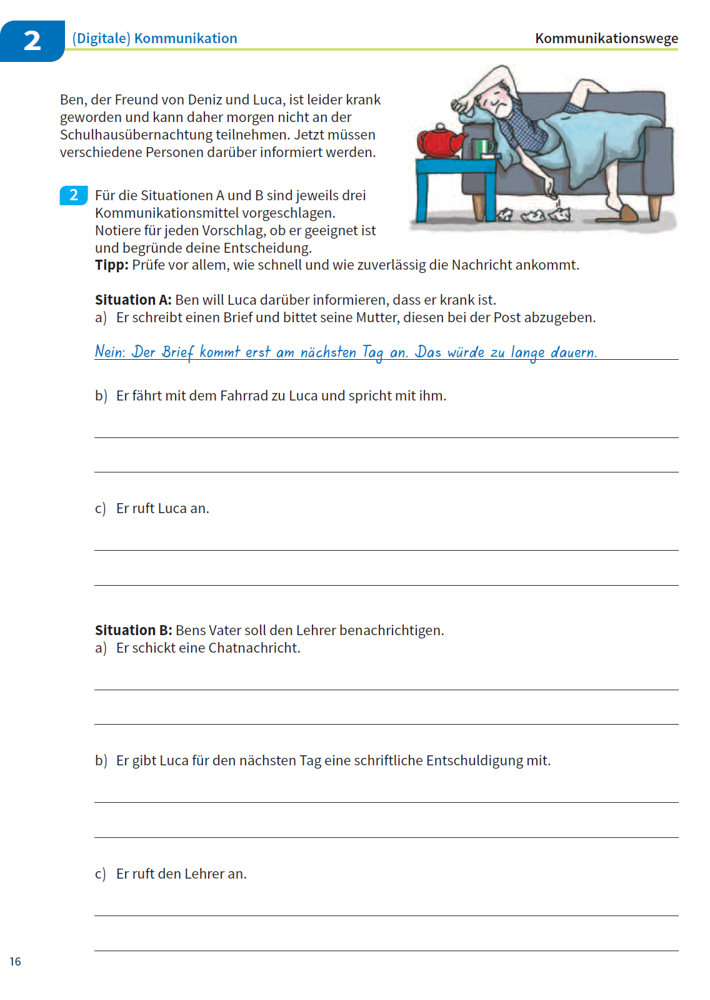 2
(Digitale) Kommunikation
Kommunikationswege
Ben, der Freund von Deniz und Luca, ist leider krank
geworden und kann daher morgen nicht an der
Schulhausübernachtung teilnehmen. Jetzt müssen
verschiedene Personen darüber informiert werden.
2 Für die Situationen A und B sind jeweils drei
Kommunikationsmittel vorgeschlagen.
Notiere für jeden Vorschlag, ob er geeignet ist
und begründe deine Entscheidung.
Tipp: Prüfe vor allem, wie schnell und wie zuverlässig die Nachricht ankommt.
Situation A: Ben will Luca darüber informieren, dass er krank ist.
a) Er schreibt einen Brief und bittet seine Mutter, diesen bei der Post abzugeben.
Nein: Der Brief kommt erst am nächsten Tag an. Das würde zu lange dauern.
b) Er fährt mit dem Fahrrad zu Luca und spricht mit ihm.
c) Er ruft Luca an.
Situation B: Bens Vater soll den Lehrer benachrichtigen.
a) Er schickt eine Chatnachricht.
b) Er gibt Luca für den nächsten Tag eine schriftliche Entschuldigung mit.
c) Er ruft den Lehrer an.
16